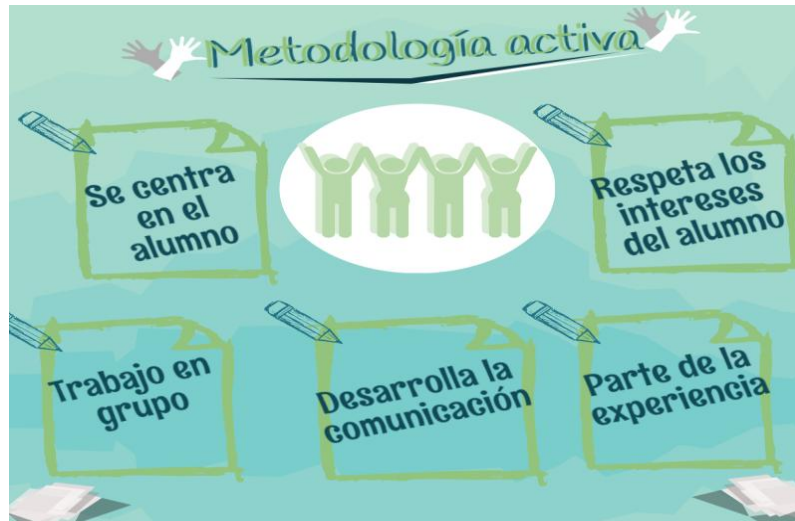 Metodología activa
Se centra
en el
alumno
Respeta los
intereses
del alumno
Trabajo en
grupo
Desarrolla la
comunicación
Parte de la
experiencia